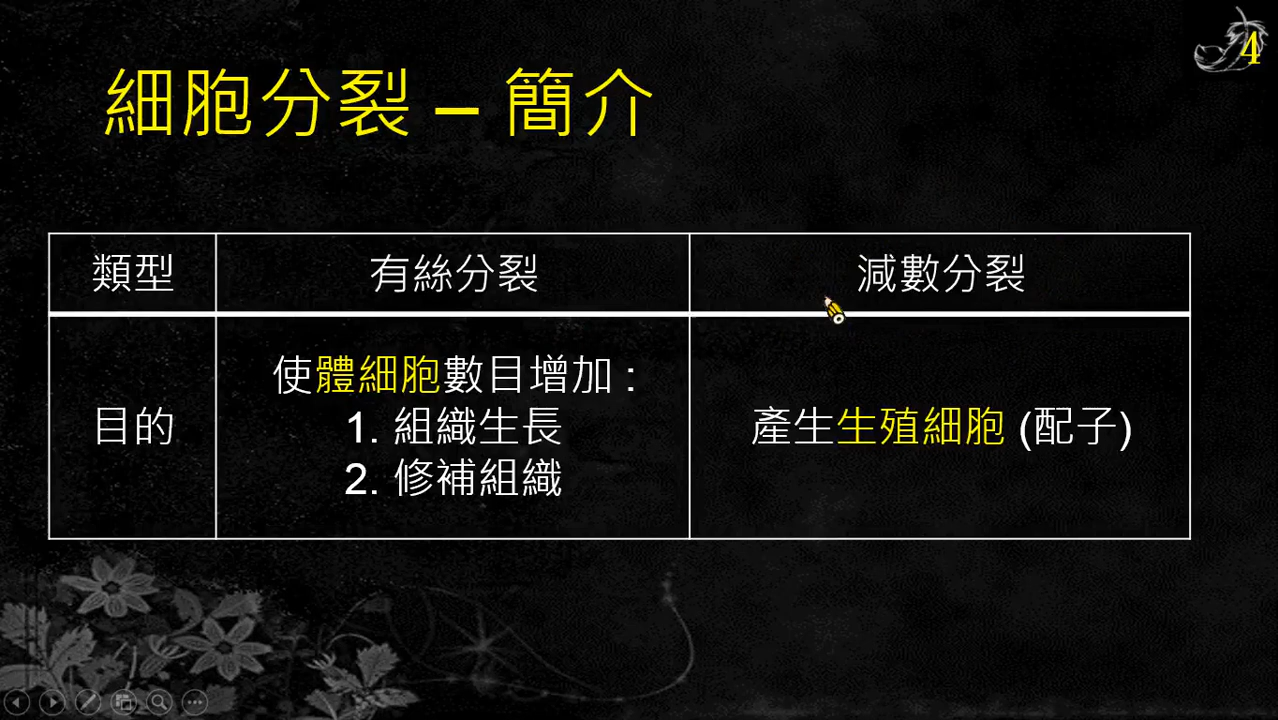 4
細胞分裂 – 簡介
類型
有絲分裂
減數分裂
目的
使體細胞數目增加 :
1. 組織生長
2. 修補組織
產生生殖細胞 (配子)